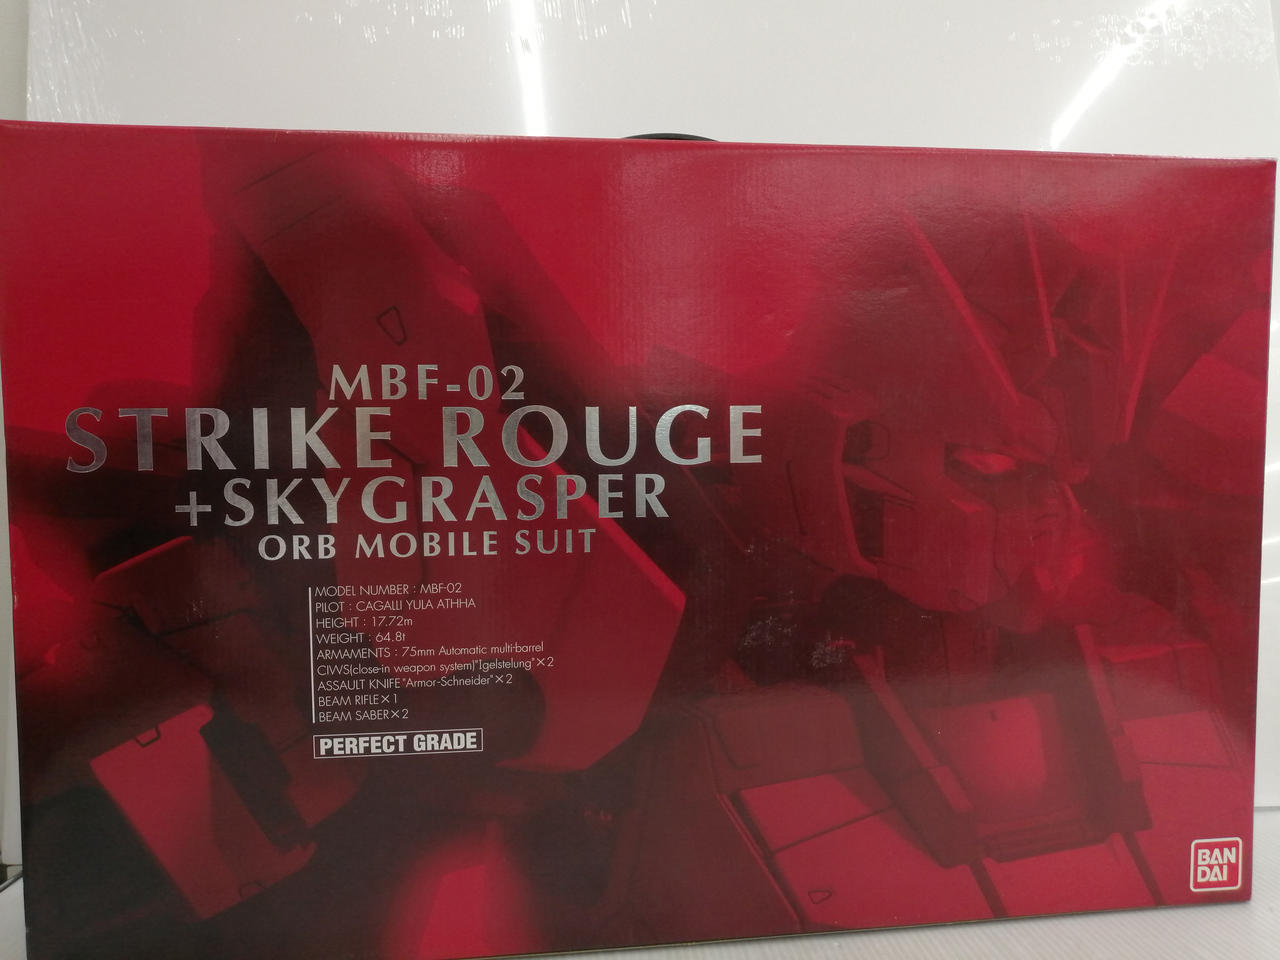 MBF-02
STRIKE ROUGE
+SKYGRASPER
ORB MOBILE SUIT
MODEL NUMBER : MBF-02
PILOT : CAGALLI YULA ATHHA
HEIGHT : 17.72m
WEIGHT : 64.8t
ARMAMENTS : 75mm Automatic multi-barrel
CIWS(close-in weapon system)"Igelstelung"×2
ASSAULT KNIFE "Armor-Schneider"×2
BEAM RIFLE×1
BEAM SABER×2
PERFECT GRADE
BAN
DAI